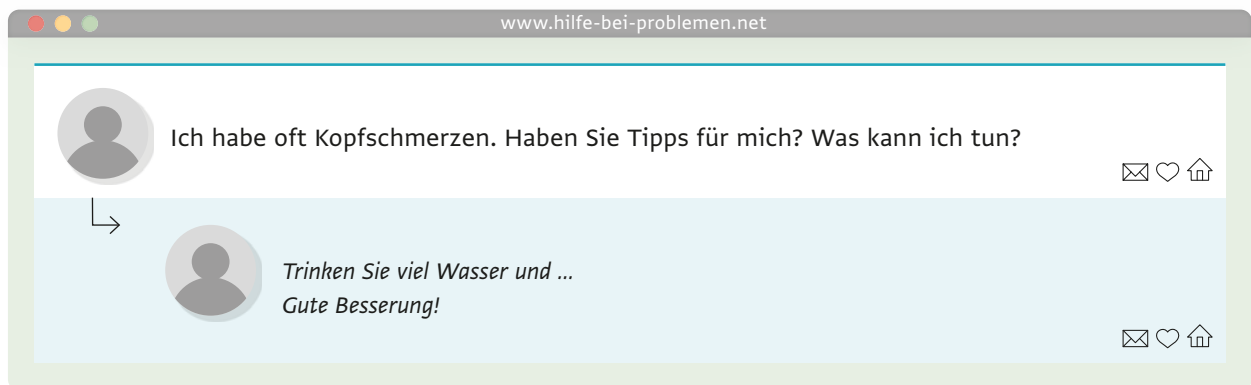 www.hilfe-bei-problemen.net
Ich habe oft Kopfschmerzen. Haben Sie Tipps für mich? Was kann ich tun?
Trinken Sie viel Wasser und ...
Gute Besserung!